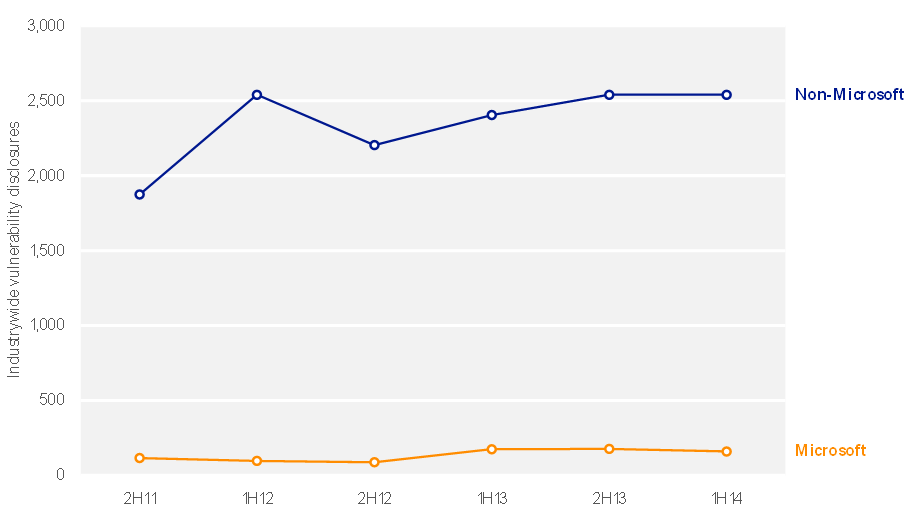 3,000
2,500
2,000
1,500
1,000
500
0
Industrywide vulnerability disclosures
Non-Microsoft
Microsoft
2H11
1H12
2H12
1H13
2H13
1H14